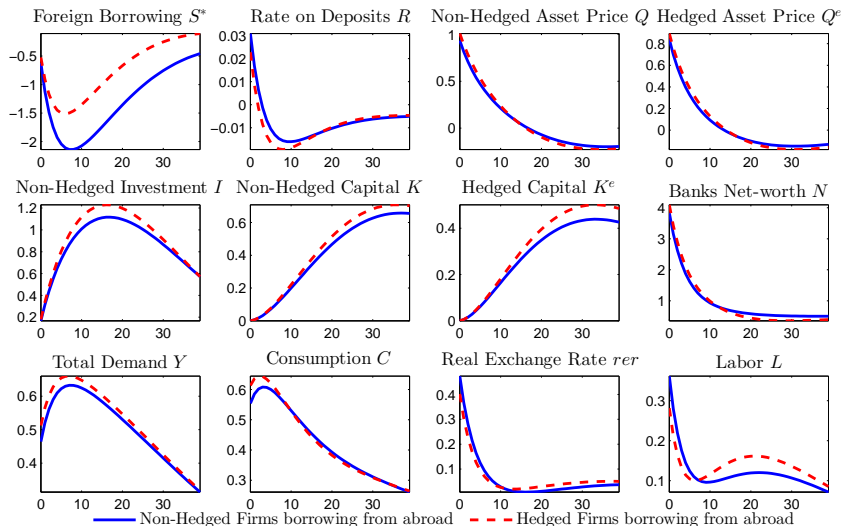 Foreign Borrowing S*
Rate on Deposits R
Non-Hedged Asset Price Q
Hedged Asset Price Qᵉ
−0.5
−1
−1.5
−2
0 10 20 30
0.03
0.02
0.01
0
−0.01
0 10 20 30
1
0.5
0
0 10 20 30
0.8
0.6
0.4
0.2
0
0 10 20 30
Non-Hedged Investment I
Non-Hedged Capital K
Hedged Capital Kᵉ
Banks Net-worth N
1.2
1
0.8
0.6
0.4
0.2
0 10 20 30
0.6
0.4
0.2
0
0 10 20 30
0.4
0.2
0
0 10 20 30
4
3
2
1
0 10 20 30
Total Demand Y
Consumption C
Real Exchange Rate rer
Labor L
0.6
0.5
0.4
0 10 20 30
0.6
0.5
0.4
0.3
0 10 20 30
0.4
0.3
0.2
0.1
0 10 20 30
0.3
0.2
0.1
0 10 20 30
Non-Hedged Firms borrowing from abroad
Hedged Firms borrowing from abroad